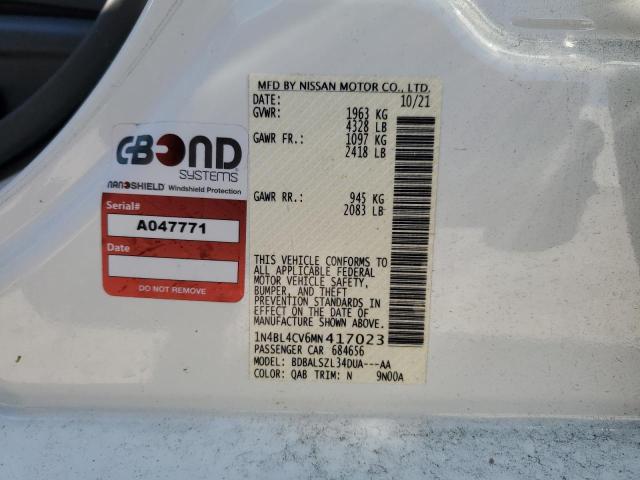 C-BOND
SYSTEMS
NANOSHIELD Windshield Protection
Serial#
A047771
Date
DO NOT REMOVE
MFD BY NISSAN MOTOR CO., LTD.
DATE: 10/21
GVWR: 1963 KG
4328 LB
GAWR FR.: 1097 KG
2418 LB
GAWR RR.: 945 KG
2083 LB
THIS VEHICLE CONFORMS TO
ALL APPLICABLE FEDERAL
MOTOR VEHICLE SAFETY,
BUMPER, AND THEFT
PREVENTION STANDARDS IN
EFFECT ON THE DATE OF
MANUFACTURE SHOWN ABOVE.
1N4BL4CV6MN417023
PASSENGER CAR 684656
MODEL: BDBALSZL34DUA---AA
COLOR: QAB TRIM: N 9N00A